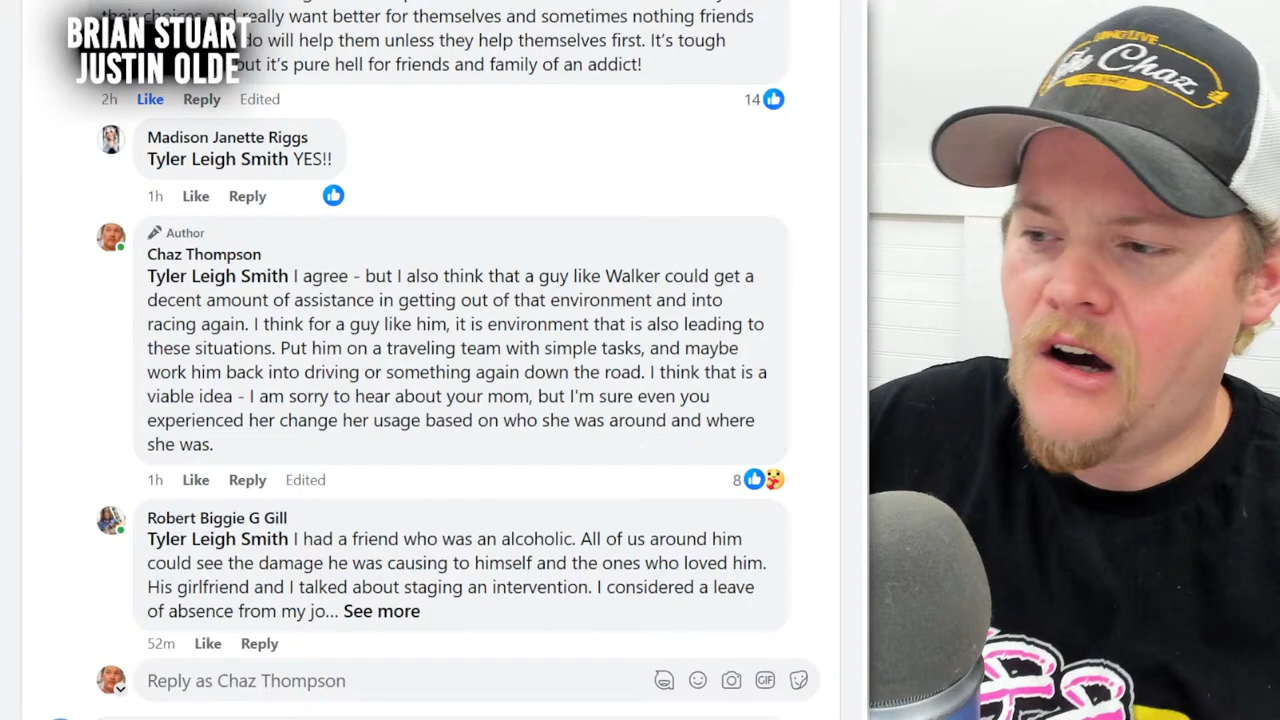 their choices and really want better for themselves and sometimes nothing friends
do will help them unless they help themselves first. It’s tough
but it’s pure hell for friends and family of an addict!
BRIAN STUART
JUSTIN OLDE
2h Like Reply Edited 14
Madison Janette Riggs
Tyler Leigh Smith YES!!
1h Like Reply
Author
Chaz Thompson
Tyler Leigh Smith I agree - but I also think that a guy like Walker could get a
decent amount of assistance in getting out of that environment and into
racing again. I think for a guy like him, it is environment that is also leading to
these situations. Put him on a traveling team with simple tasks, and maybe
work him back into driving or something again down the road. I think that is a
viable idea - I am sorry to hear about your mom, but I'm sure even you
experienced her change her usage based on who she was around and where
she was.
1h Like Reply Edited 8
Robert Biggie G Gill
Tyler Leigh Smith I had a friend who was an alcoholic. All of us around him
could see the damage he was causing to himself and the ones who loved him.
His girlfriend and I talked about staging an intervention. I considered a leave
of absence from my jo... See more
52m Like Reply
Reply as Chaz Thompson
GIF
LONG LIVE
Chaz